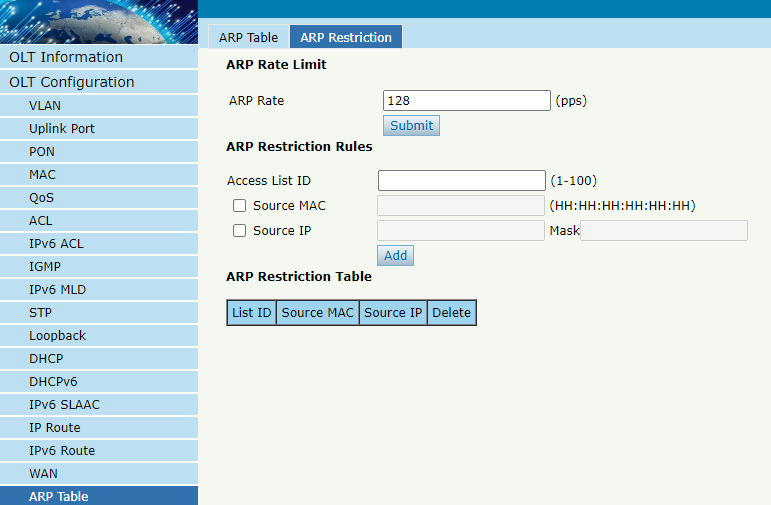 OLT Information
OLT Configuration
VLAN
Uplink Port
PON
MAC
QoS
ACL
IPv6 ACL
IGMP
IPv6 MLD
STP
Loopback
DHCP
DHCPv6
IPv6 SLAAC
IP Route
IPv6 Route
WAN
ARP Table
ARP Table ARP Restriction
ARP Rate Limit
ARP Rate 128 (pps)
Submit
ARP Restriction Rules
Access List ID (1-100)
Source MAC (HH:HH:HH:HH:HH:HH)
Source IP Mask
Add
ARP Restriction Table
List ID Source MAC Source IP Delete